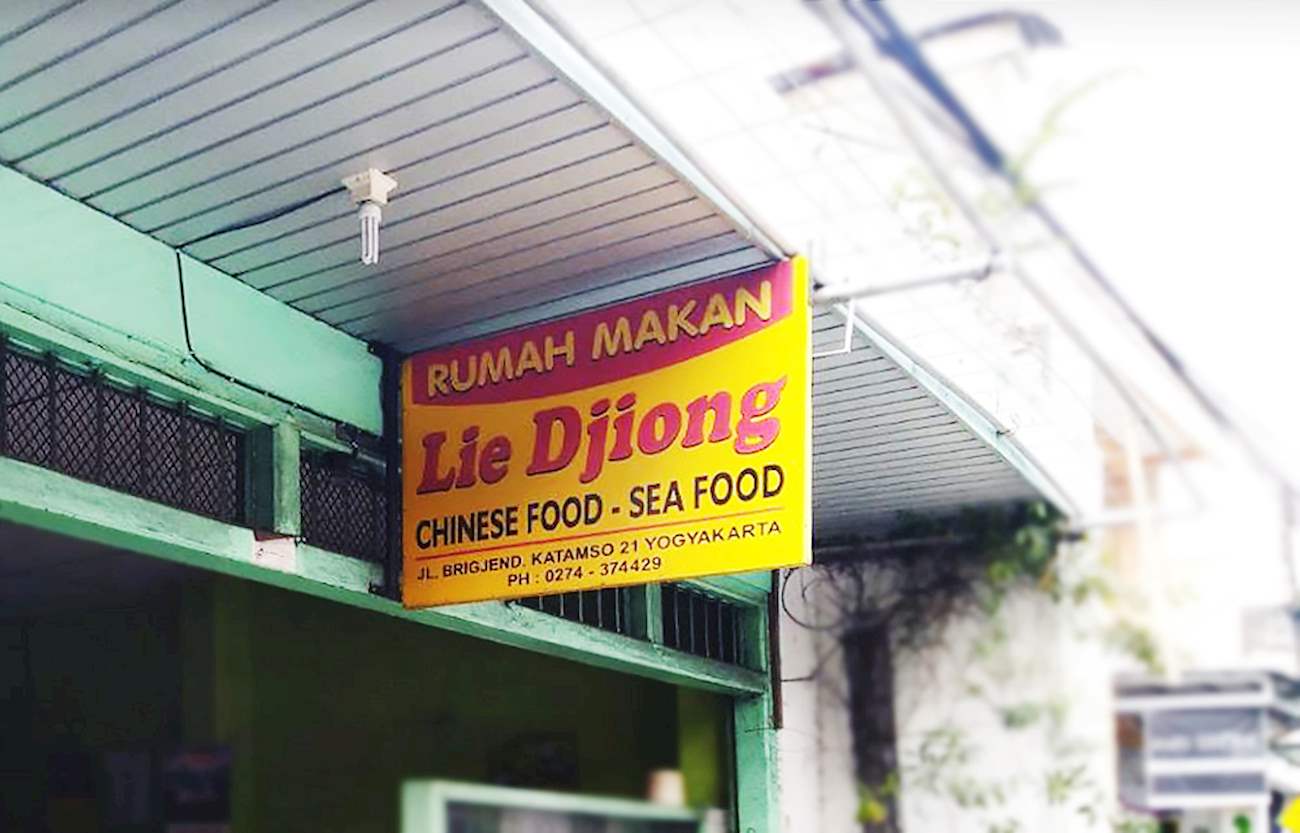 RUMAH MAKAN
Lie Djiong
CHINESE FOOD - SEA FOOD
JL. BRIGJEND. KATAMSO 21 YOGYAKARTA
PH : 0274 - 374429